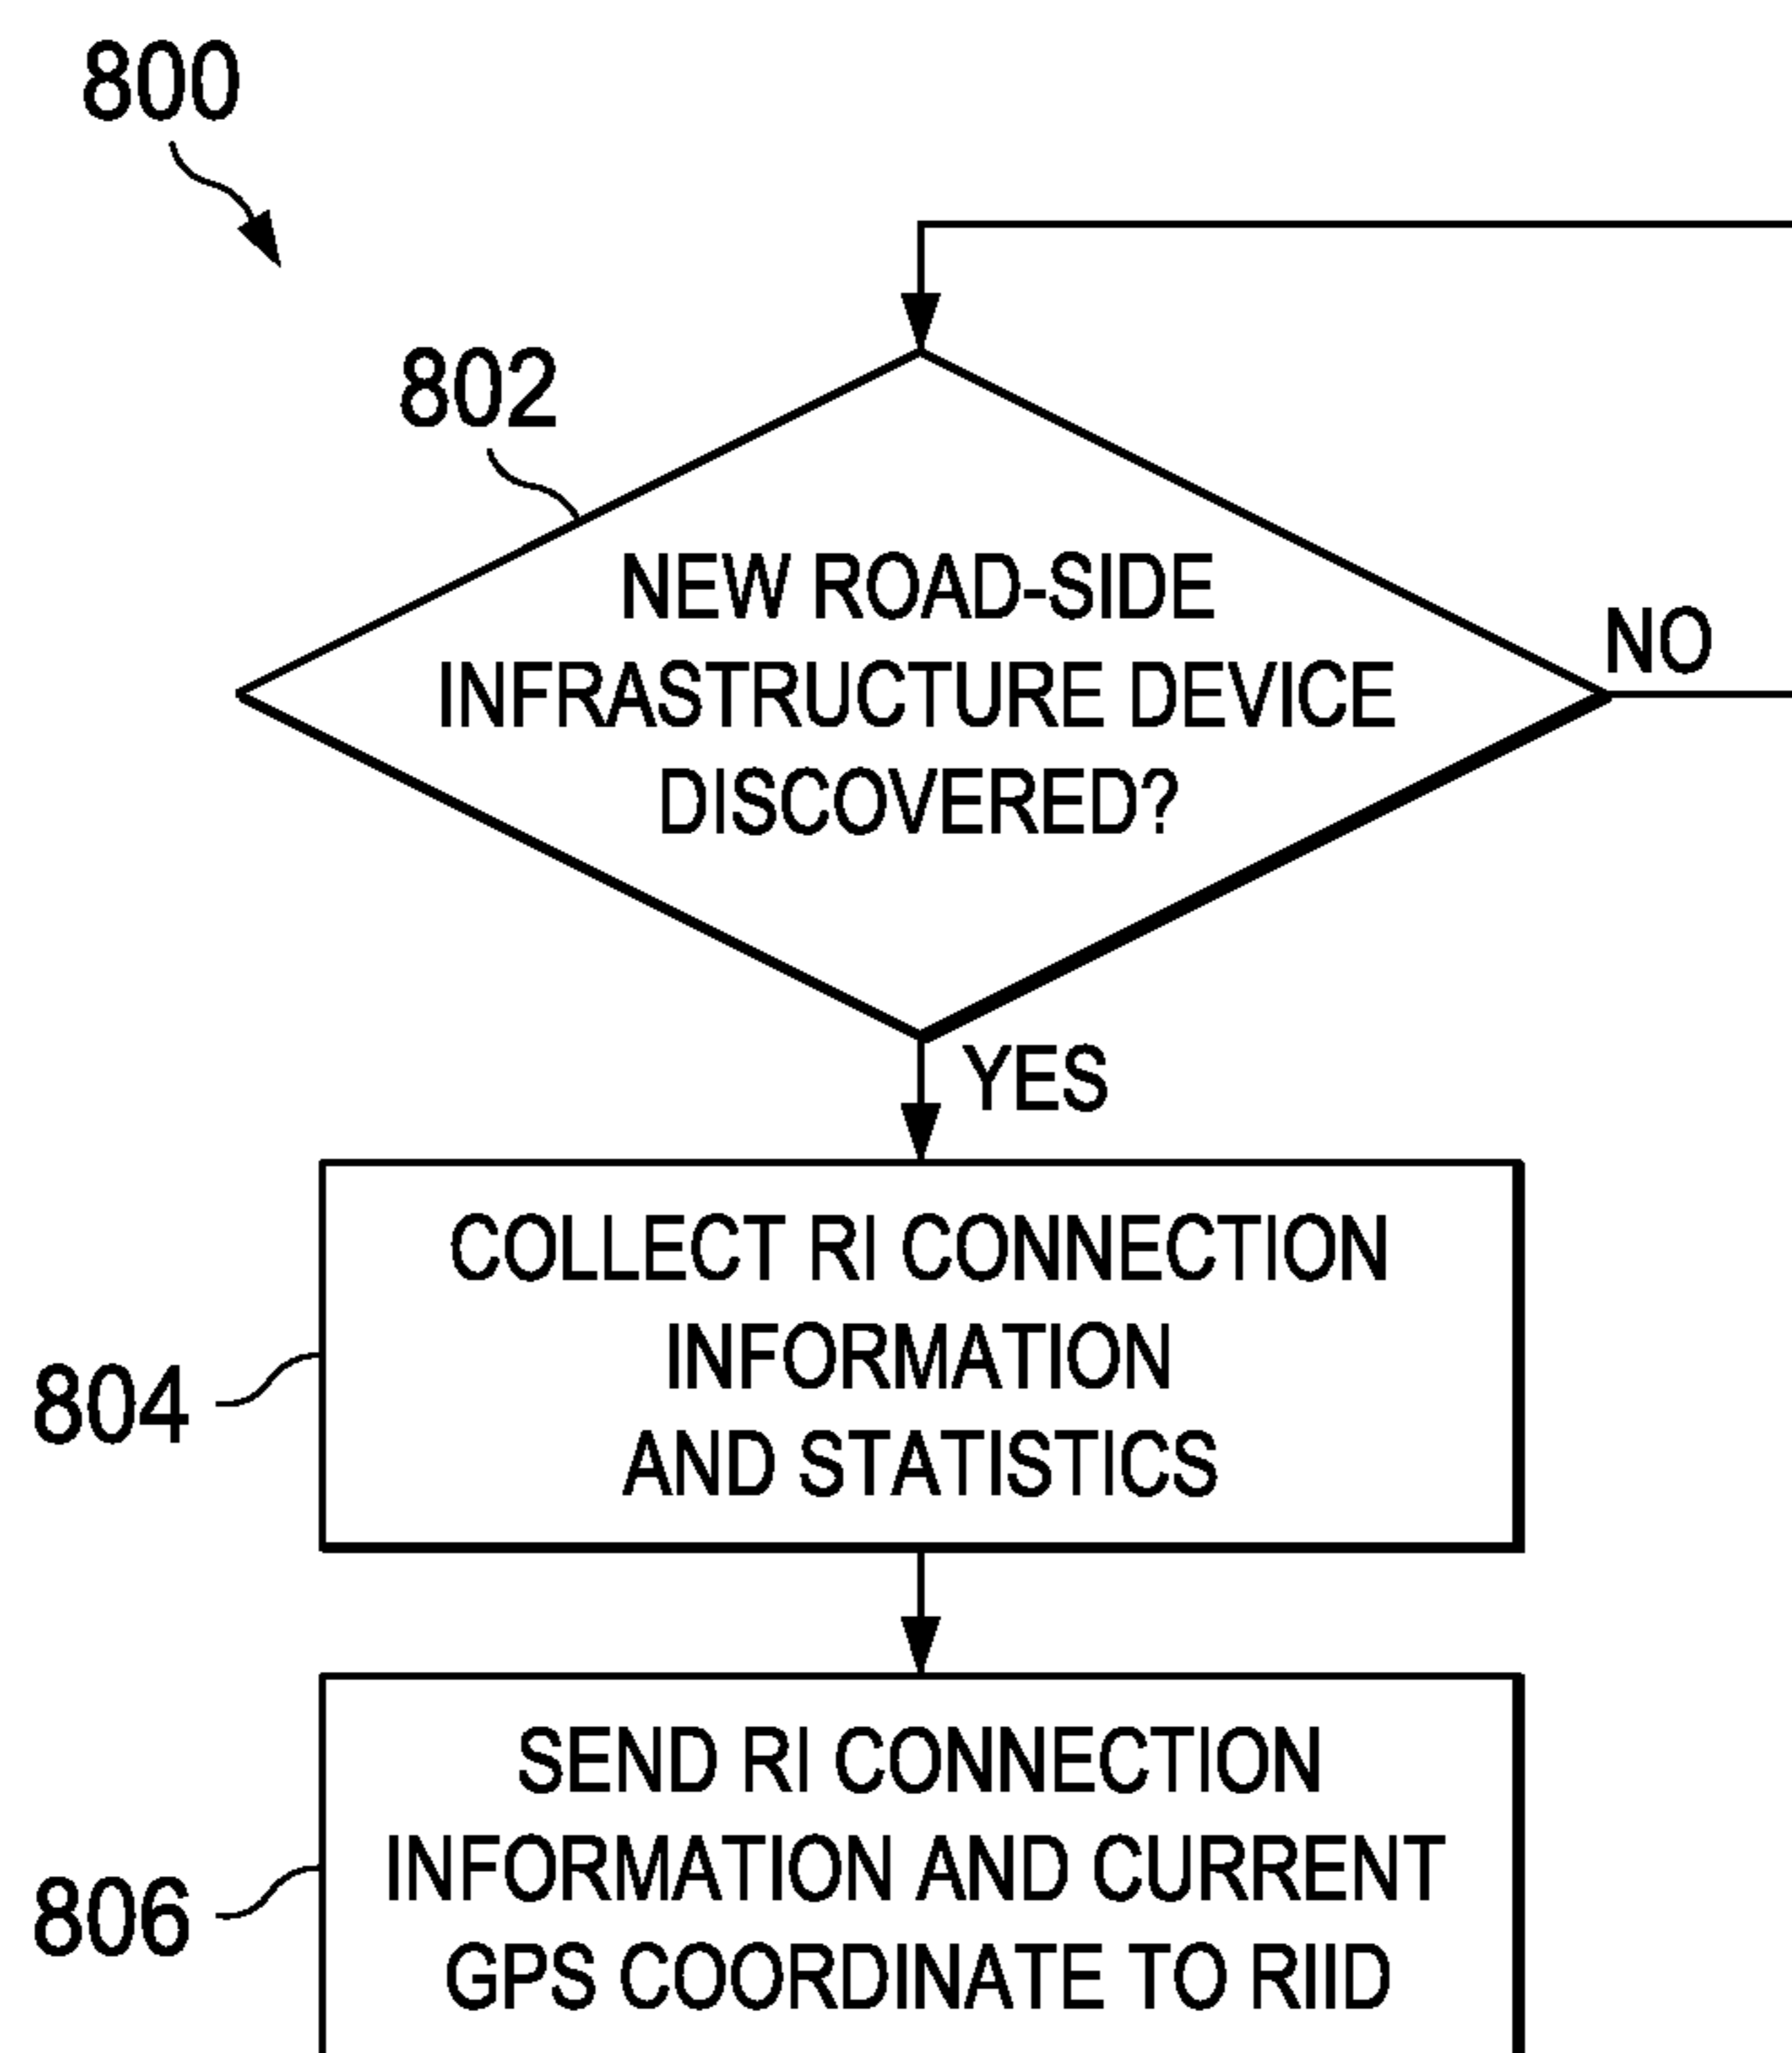 800
802
NEW ROAD-SIDE
INFRASTRUCTURE DEVICE
DISCOVERED?
NO
YES
COLLECT RI CONNECTION
INFORMATION
AND STATISTICS
804
SEND RI CONNECTION
INFORMATION AND CURRENT
GPS COORDINATE TO RIID
806